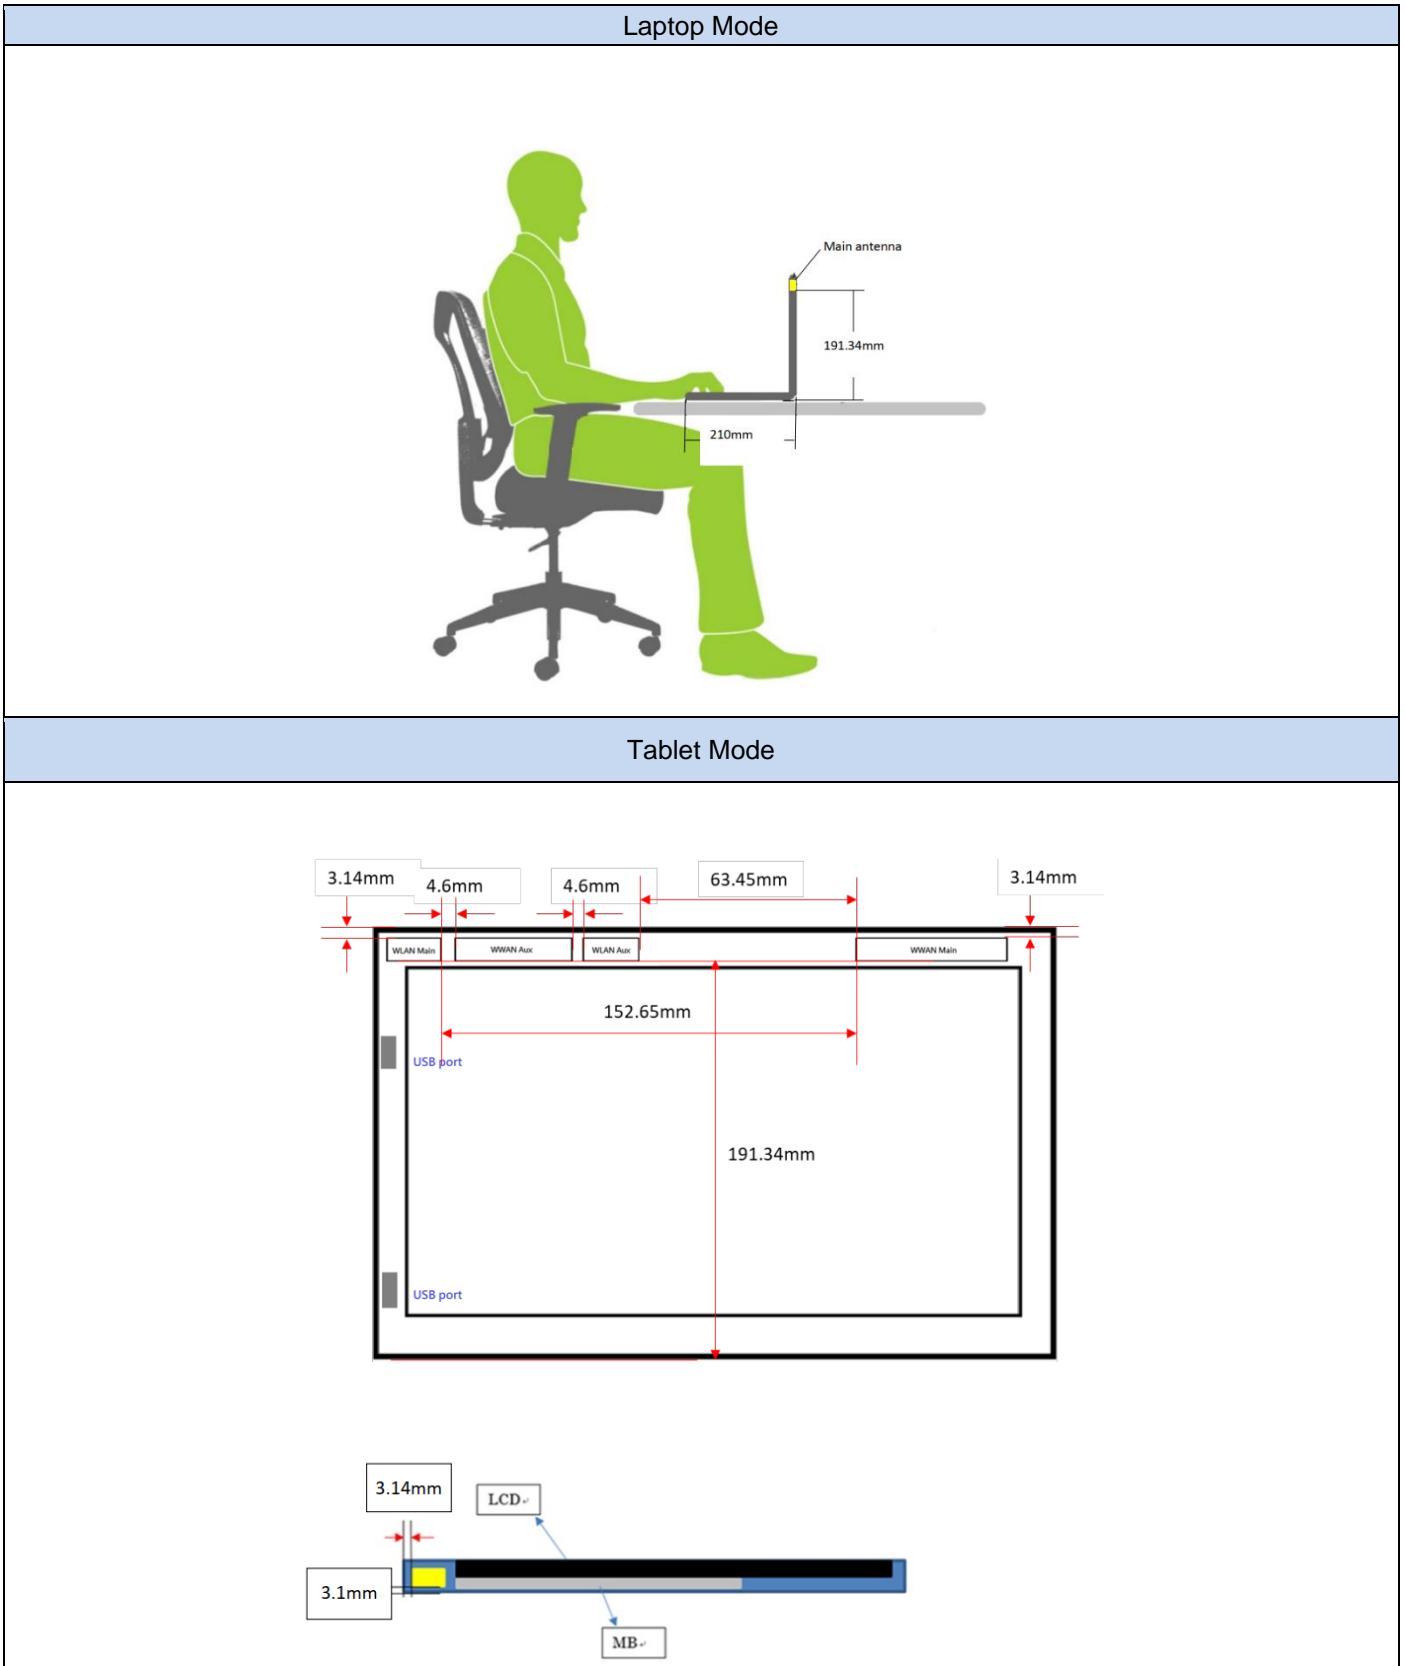 Laptop Mode
Main antenna
191.34mm
210mm
Tablet Mode
3.14mm
4.6mm
4.6mm
63.45mm
3.14mm
WLAN Main
WWAN Aux
WLAN Aux
WWAN Main
152.65mm
USB port
191.34mm
USB port
3.14mm
LCD
3.1mm
MB